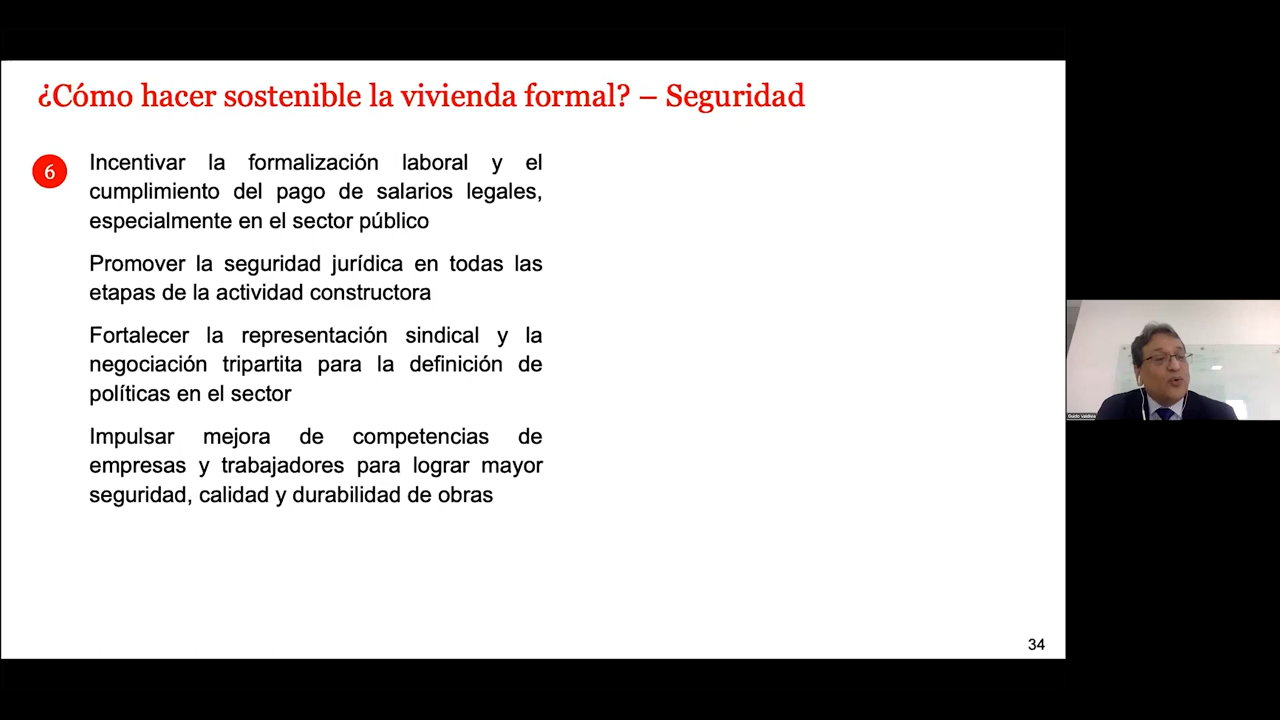 ¿Cómo hacer sostenible la vivienda formal? – Seguridad
6
Incentivar la formalización laboral y el
cumplimiento del pago de salarios legales,
especialmente en el sector público
Promover la seguridad jurídica en todas las
etapas de la actividad constructora
Fortalecer la representación sindical y la
negociación tripartita para la definición de
políticas en el sector
Impulsar mejora de competencias de
empresas y trabajadores para lograr mayor
seguridad, calidad y durabilidad de obras
34
Guido Valdivia